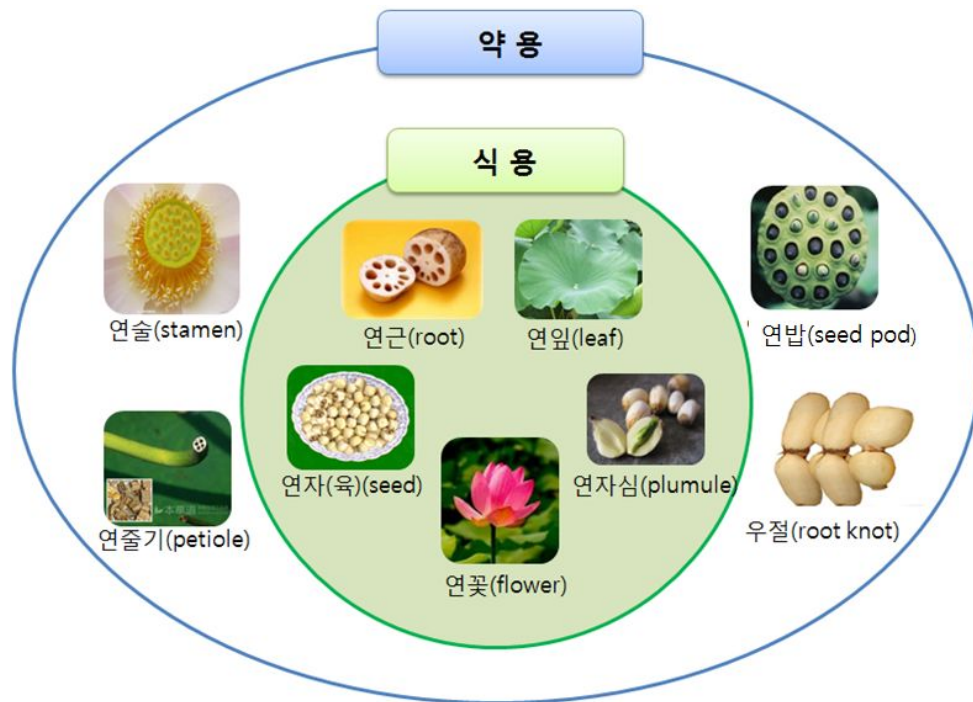 약 용
식 용
연술(stamen)
연근(root)
연잎(leaf)
연밥(seed pod)
연자(육)(seed)
연자심(plumule)
연줄기(petiole)
연꽃(flower)
우절(root knot)